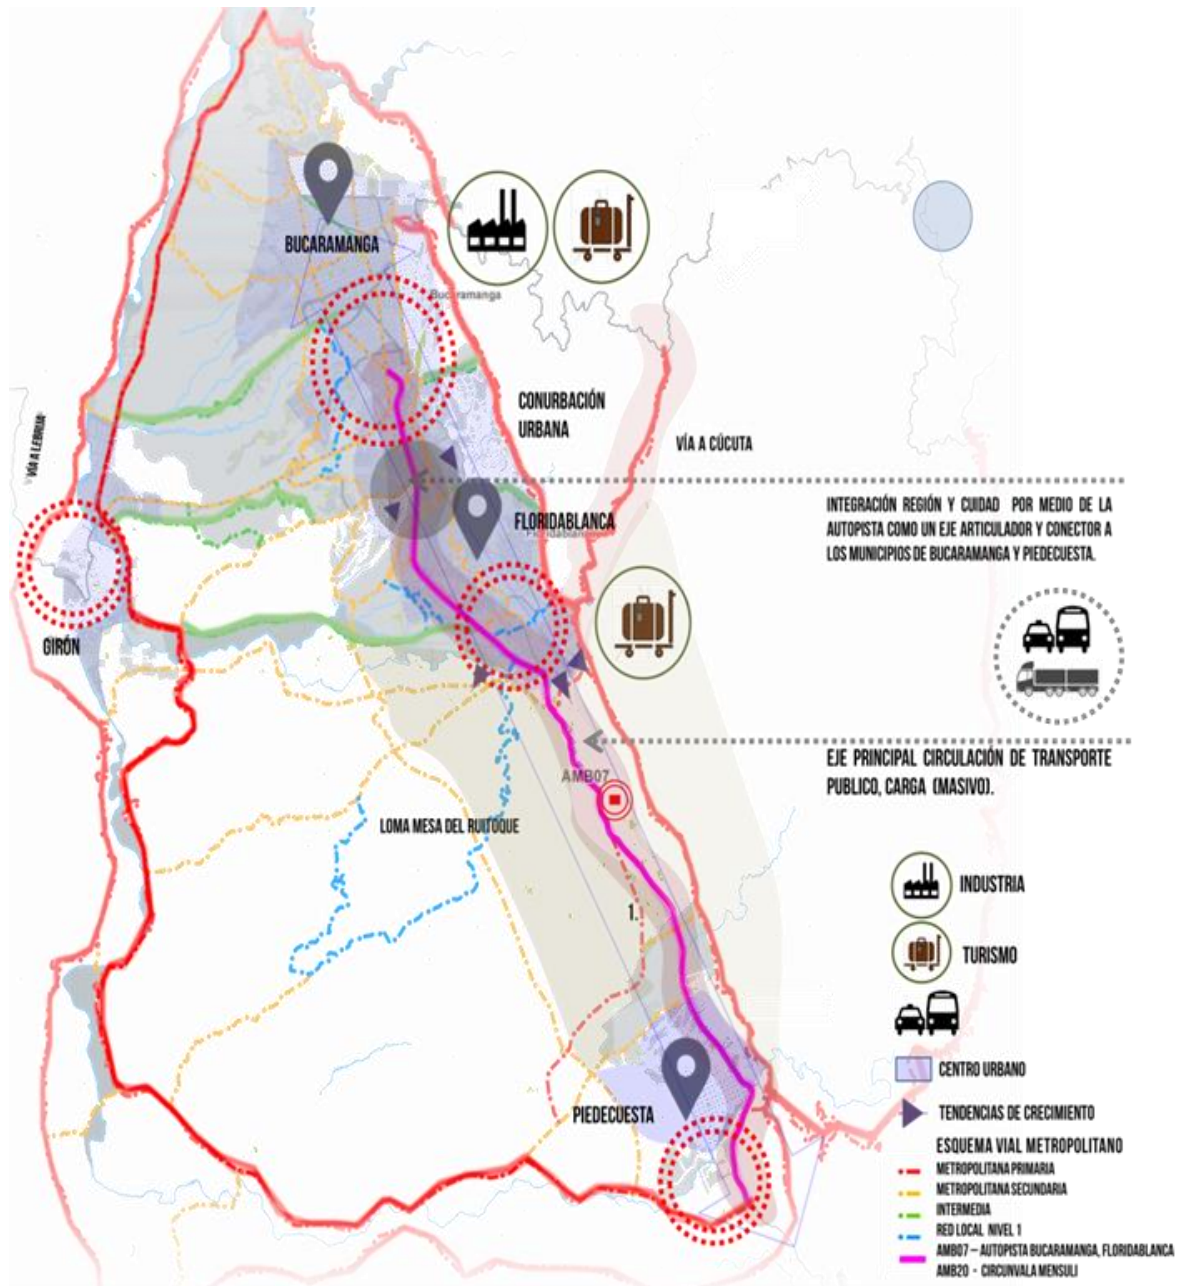 BUCARAMANGA
Bucaramanga
CONURBACIÓN
URBANA
VÍA A CÚCUTA
VÍA A LEBRIJA
INTEGRACIÓN REGIÓN Y CUIDAD POR MEDIO DE LA
AUTOPISTA COMO UN EJE ARTICULADOR Y CONECTOR A
LOS MUNICIPIOS DE BUCARAMANGA Y PIEDECUESTA.
FLORIDABLANCA
GIRÓN
EJE PRINCIPAL CIRCULACIÓN DE TRANSPORTE
PUBLICO, CARGA (MASIVO).
AMB07
LOMA MESA DEL RUITOQUE
1.
PIEDECUESTA
INDUSTRIA
TURISMO
CENTRO URBANO
TENDENCIAS DE CRECIMIENTO
ESQUEMA VIAL METROPOLITANO
METROPOLITANA PRIMARIA
METROPOLITANA SECUNDARIA
INTERMEDIA
RED LOCAL NIVEL 1
AMB07 – AUTOPISTA BUCARAMANGA, FLORIDABLANCA
AMB20 - CIRCUNVALA MENSULI